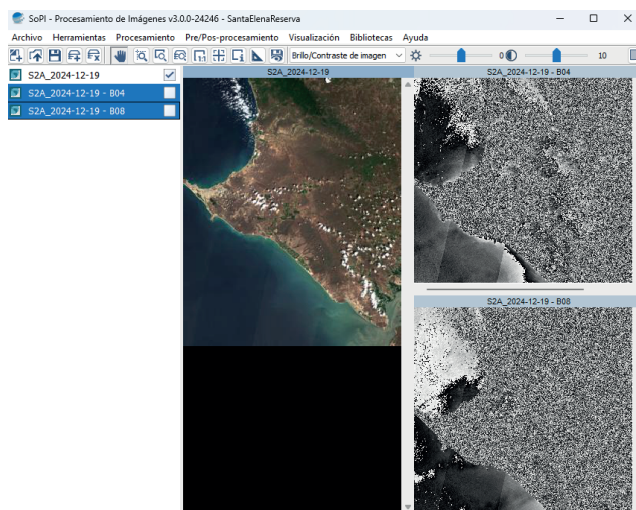 SoPI - Procesamiento de Imágenes v3.0.0-24246 - SantaElenaReserva
Archivo Herramientas Procesamiento Pre/Pos-procesamiento Visualización Bibliotecas Ayuda
1:1 Brillo/Contraste de imagen 0 10
S2A_2024-12-19
S2A_2024-12-19 - B04
S2A_2024-12-19 - B08
S2A_2024-12-19
S2A_2024-12-19 - B04
S2A_2024-12-19 - B08